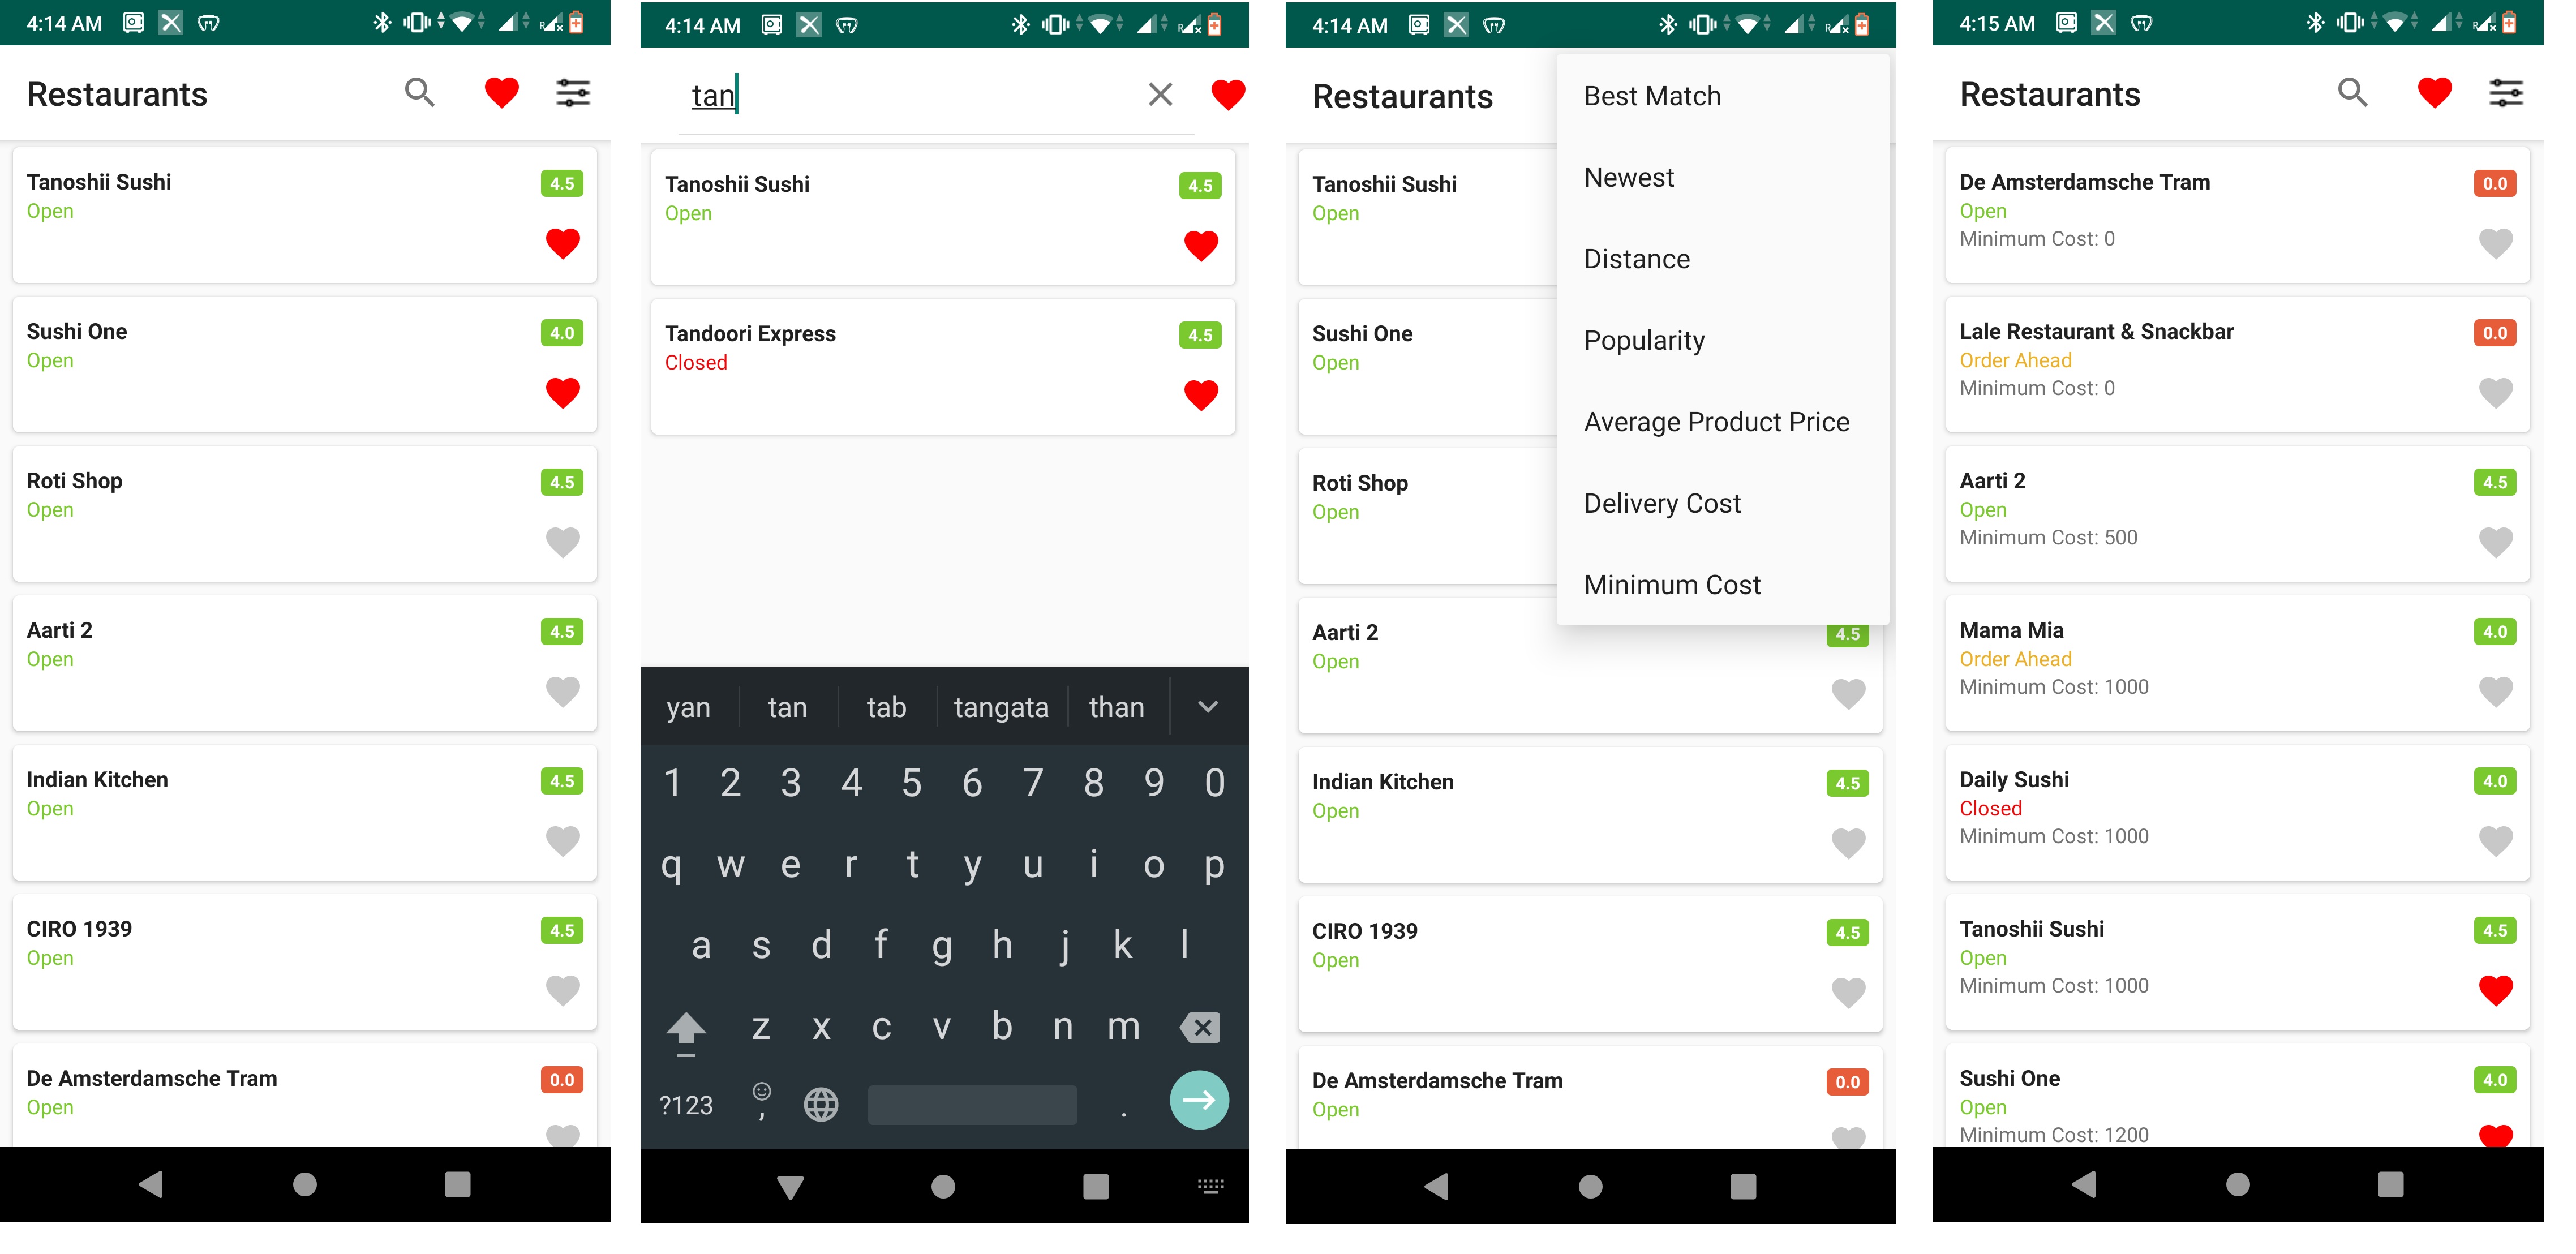 4:14 AM
Restaurants
Tanoshii Sushi
4.5
Open
Sushi One
4.0
Open
Roti Shop
4.5
Open
Aarti 2
4.5
Open
Indian Kitchen
4.5
Open
CIRO 1939
4.5
Open
De Amsterdamsche Tram
0.0
Open
4:14 AM
R
tan
Tanoshii Sushi
4.5
Open
Tandoori Express
4.5
Closed
yan tan tab tangata than
1 2 3 4 5 6 7 8 9 0
q w e r t y u i o p
a s d f g h j k l
z x c v b n m
?123 , .
4:14 AM
R
Restaurants
Best Match
Newest
Distance
Popularity
Average Product Price
Delivery Cost
Minimum Cost
Tanoshii Sushi
Open
Sushi One
Open
Roti Shop
Open
Aarti 2
4.5
Open
Indian Kitchen
4.5
Open
CIRO 1939
4.5
Open
De Amsterdamsche Tram
0.0
Open
4:15 AM
R
Restaurants
De Amsterdamsche Tram
0.0
Open
Minimum Cost: 0
Lale Restaurant & Snackbar
0.0
Order Ahead
Minimum Cost: 0
Aarti 2
4.5
Open
Minimum Cost: 500
Mama Mia
4.0
Order Ahead
Minimum Cost: 1000
Daily Sushi
4.0
Closed
Minimum Cost: 1000
Tanoshii Sushi
4.5
Open
Minimum Cost: 1000
Sushi One
4.0
Open
Minimum Cost: 1200